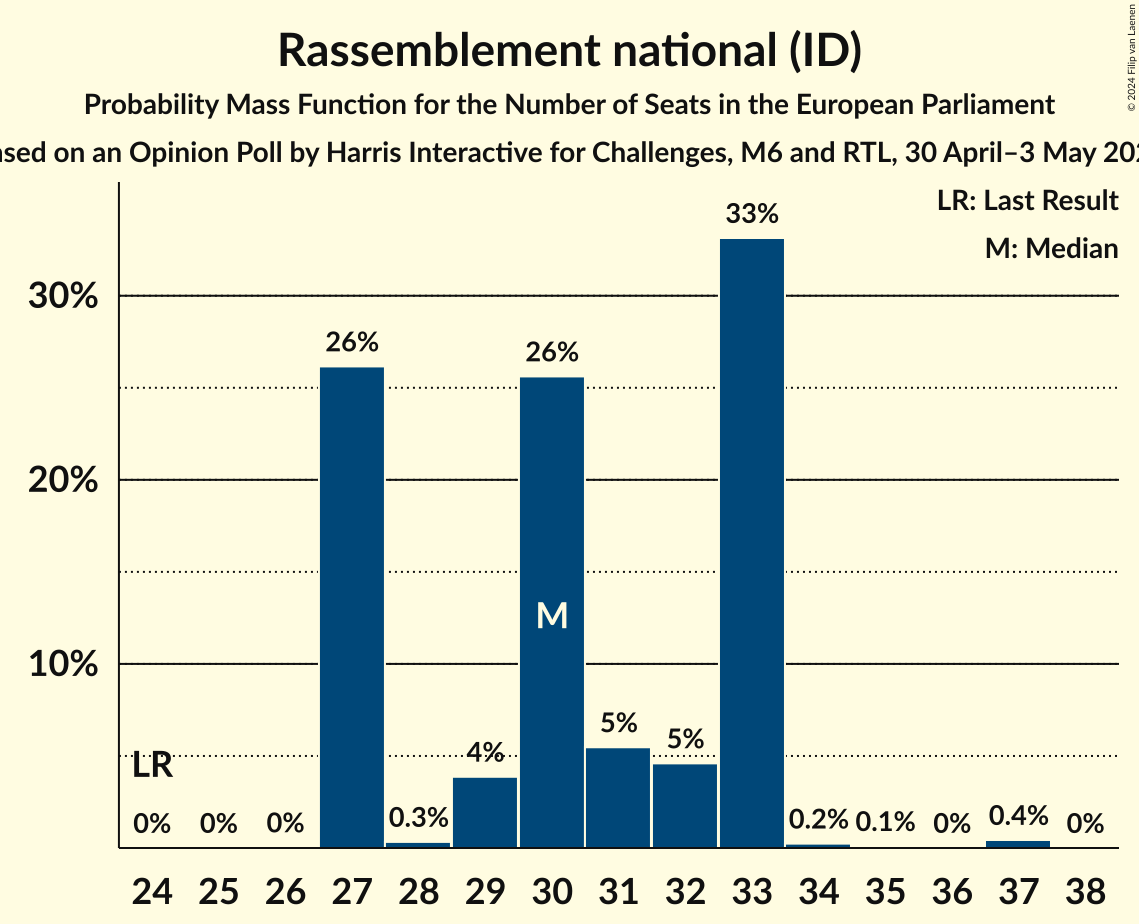 Rassemblement national (ID)
Probability Mass Function for the Number of Seats in the European Parliament
on an Opinion Poll by Harris Interactive for Challenges, M6 and RTL, 30 April–3 May
© 2024 Filip van Laenen
LR: Last Result
M: Median
33%
30%
26%
26%
20%
M
10%
5%
5%
4%
LR
0%
0%
0%
0.3%
0.2%
0.1%
0%
0.4%
0%
24 25 26 27 28 29 30 31 32 33 34 35 36 37 38